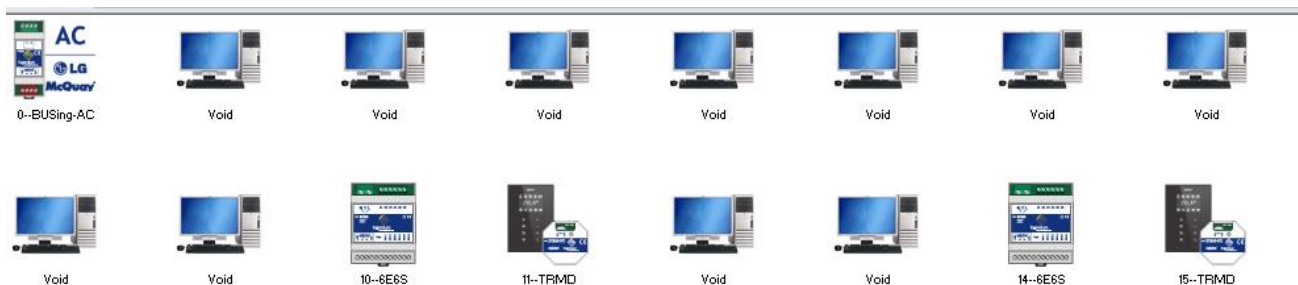 AC
LG
McQuay
0--BUSing-AC
Void
Void
Void
Void
Void
Void
Void
Void
Void
10--6E6S
11--TRMD
Void
Void
14--6E6S
15--TRMD